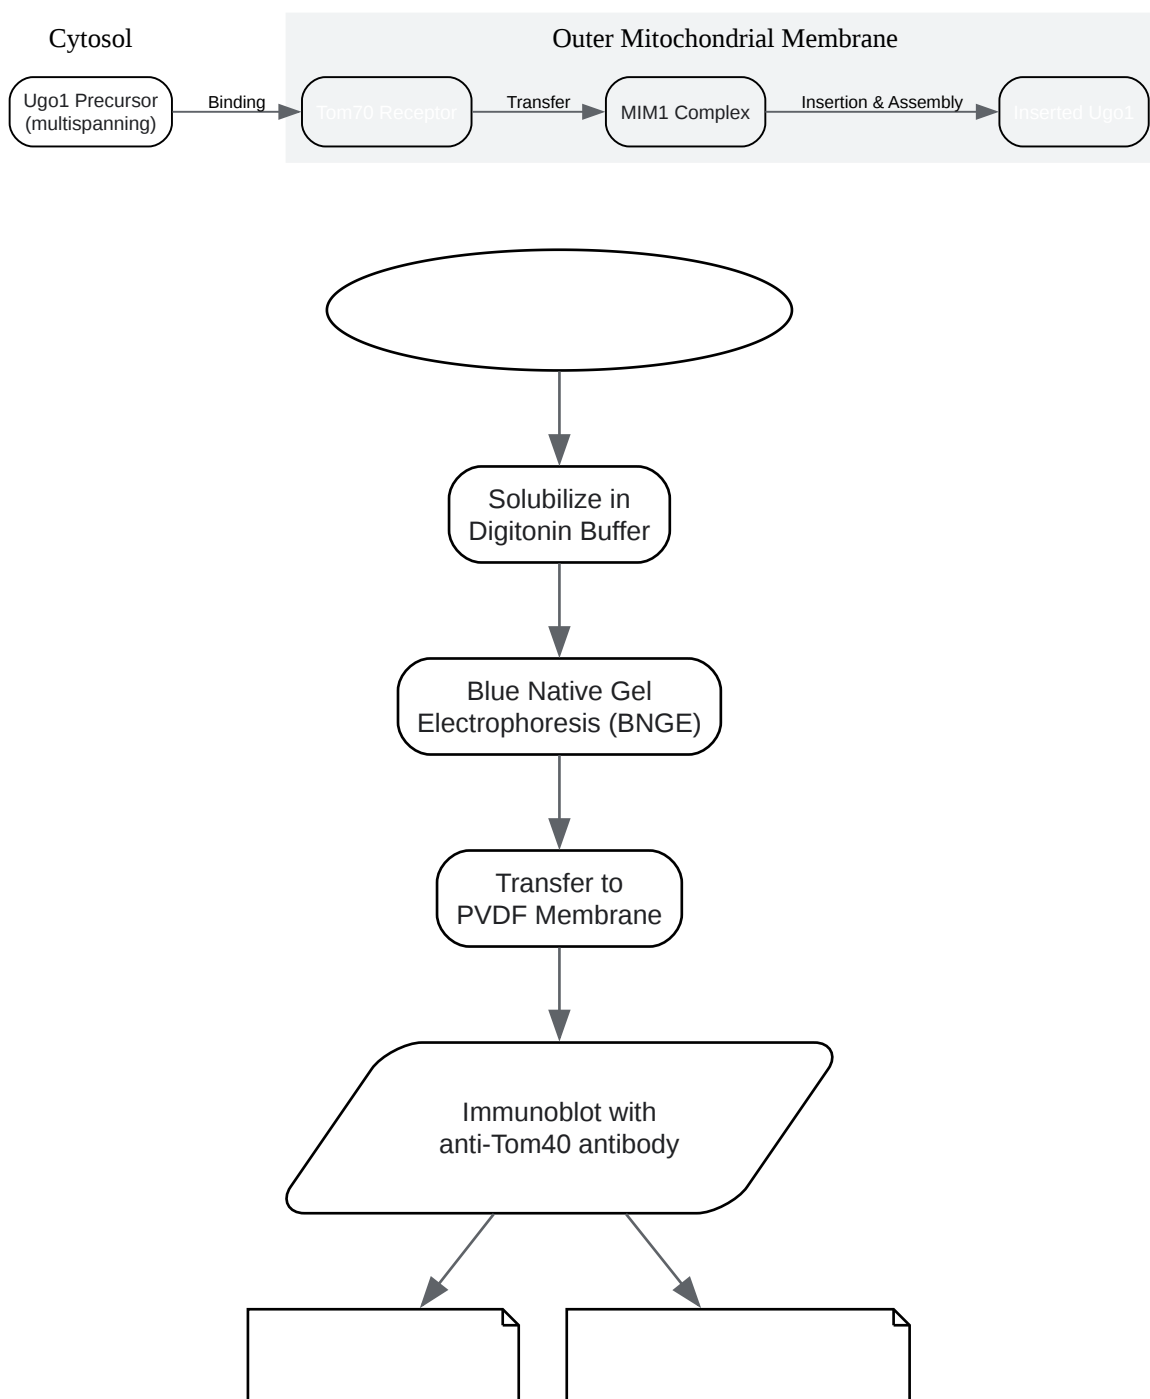 Cytosol
Outer Mitochondrial Membrane
Ugo1 Precursor
(multispanning)
Binding
Tom70 Receptor
Transfer
MIM1 Complex
Insertion & Assembly
Inserted Ugo1
Solubilize in
Digitonin Buffer
Blue Native Gel
Electrophoresis (BNGE)
Transfer to
PVDF Membrane
Immunoblot with
anti-Tom40 antibody